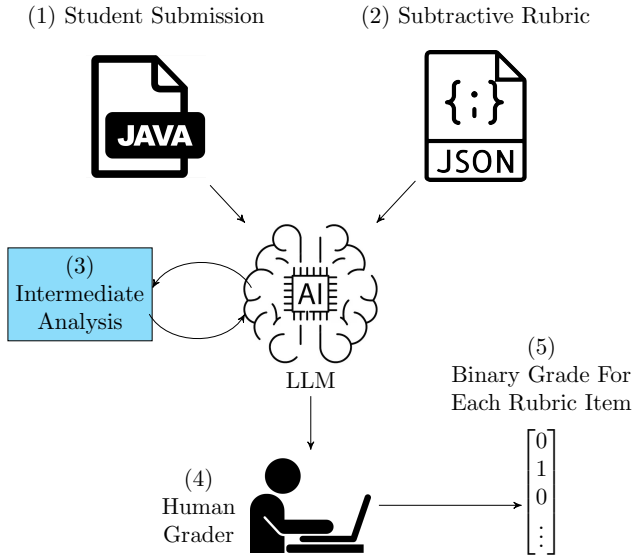 (1) Student Submission
(2) Subtractive Rubric
JAVA
{;}
JSON
(3)
Intermediate
Analysis
AI
LLM
(5)
Binary Grade For
Each Rubric Item
(4)
Human
Grader
0
1
0
⋮